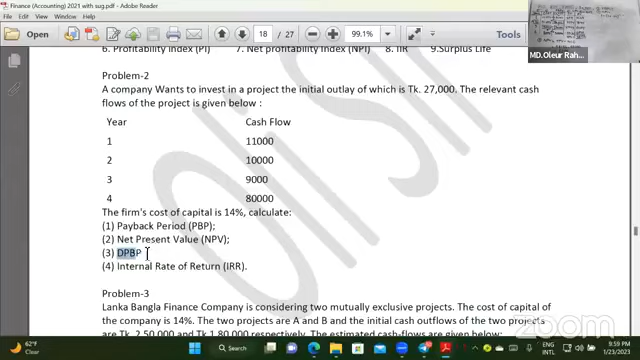 Finance (Accounting) 2021 with sug.pdf - Adobe Reader
File Edit View Window Help
18 / 28 99.1%
MD.Oleur Rah...
6. Profitability Index (PI) 7. Net profitability Index (NPI) 8. IIR 9.Surplus Life
Problem-2
A company Wants to invest in a project the initial outlay of which is Tk. 27,000. The relevant cash
flows of the project is given below :
Year Cash Flow
1 11000
2 10000
3 9000
4 80000
The firm's cost of capital is 14%, calculate:
(1) Payback Period (PBP);
(2) Net Present Value (NPV);
(3) DPBP
(4) Internal Rate of Return (IRR).
Problem-3
Lanka Bangla Finance Company is considering two mutually exclusive projects. The cost of capital of
the company is 14%. The two projects are A and B and the initial cash outflows of the two projects
are Tk. 2,50,000 and Tk 1,80,000 respectively. The estimated cash-flows are given below:
zoom
62°F
Clear
Search
ENG
INTL
9:59 PM
1/23/2024